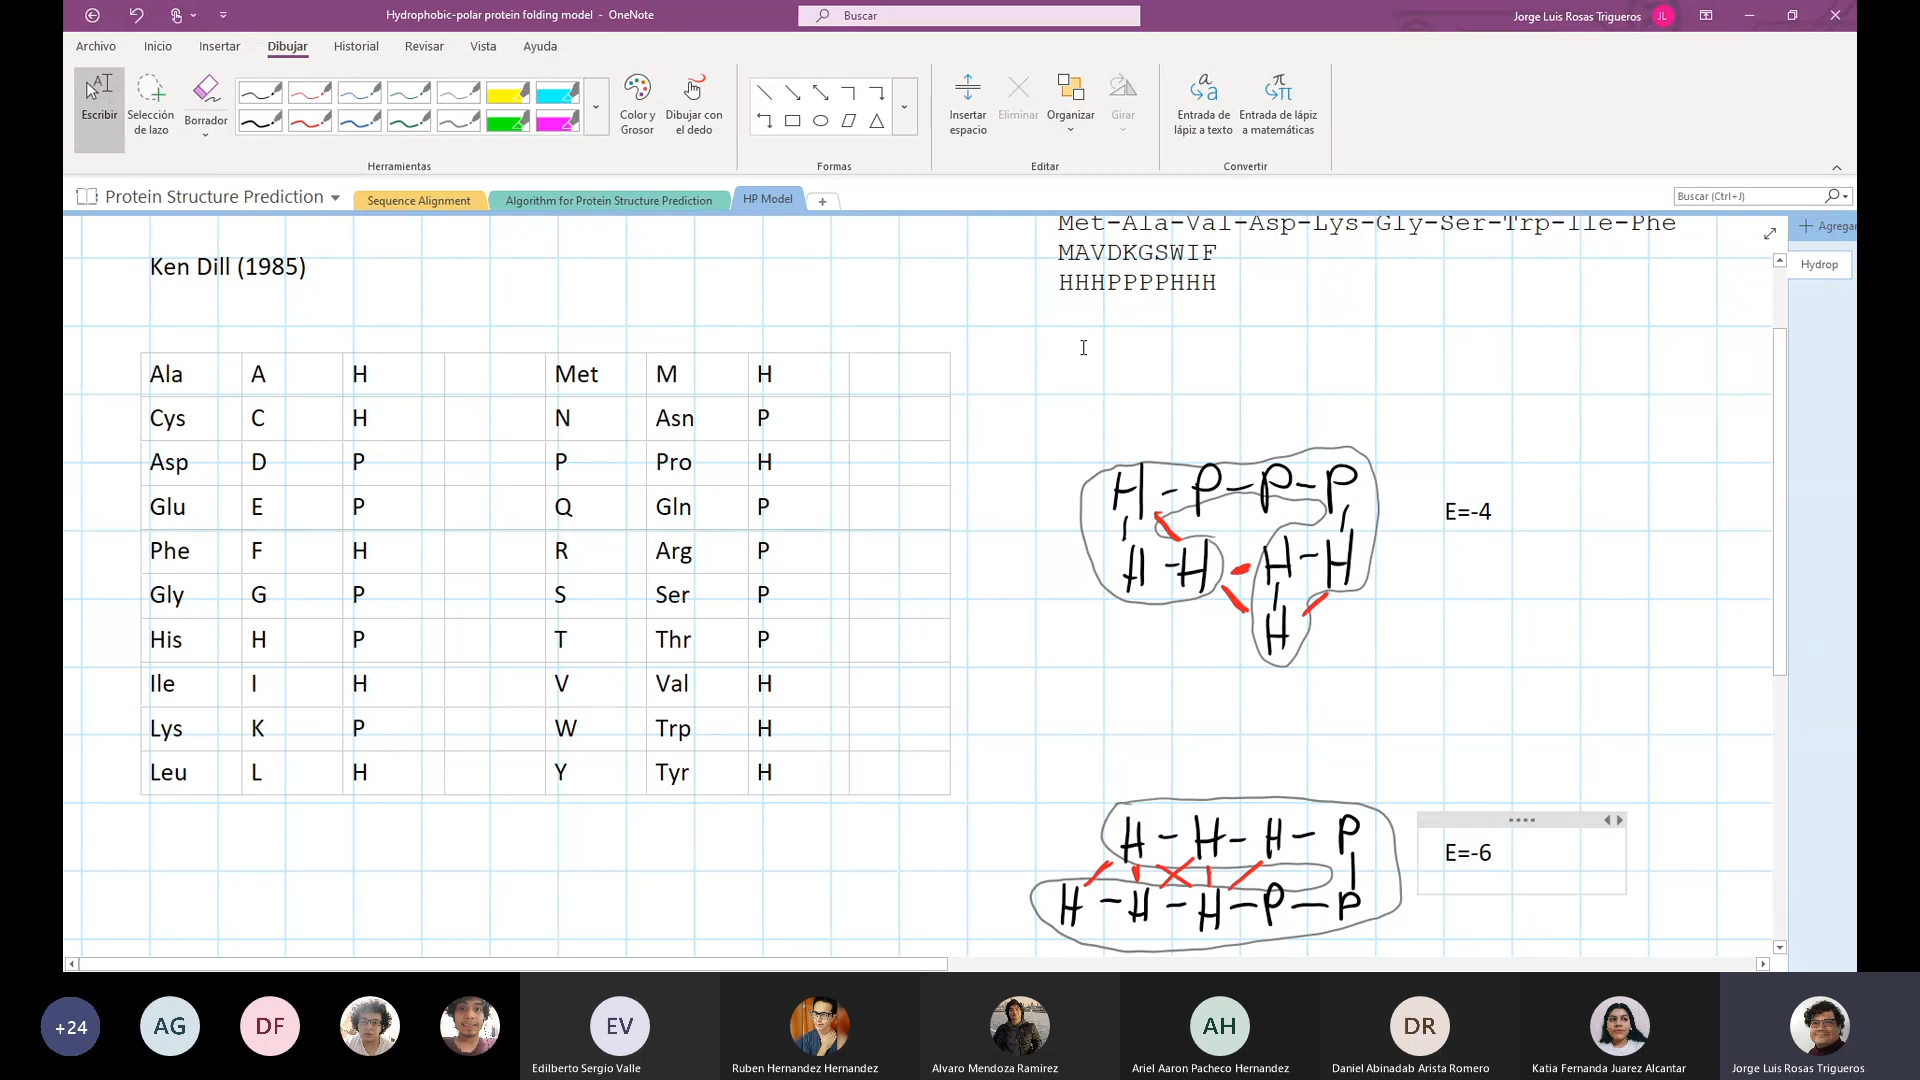 Hydrophobic-polar protein folding model - OneNote
Buscar
Jorge Luis Rosas Trigueros
JL
Archivo Inicio Insertar Dibujar Historial Revisar Vista Ayuda
Escribir
Selección de lazo
Borrador
Color y Grosor
Dibujar con el dedo
Insertar espacio
Eliminar
Organizar
Girar
Entrada de lápiz a texto
Entrada de lápiz a matemáticas
Herramientas
Formas
Editar
Convertir
Protein Structure Prediction
Sequence Alignment
Algorithm for Protein Structure Prediction
HP Model
Buscar (Ctrl+J)
Agregar
Hydrop
Met-Ala-Val-Asp-Lys-Gly-Ser-Trp-Ile-Phe
MAVDKGSWIF
HHHPPPPHHH
Ken Dill (1985)
Ala A H Met M H
Cys C H N Asn P
Asp D P P Pro H
Glu E P Q Gln P
Phe F H R Arg P
Gly G P S Ser P
His H P T Thr P
Ile I H V Val H
Lys K P W Trp H
Leu L H Y Tyr H
H - P - P - P
H - H H - H
H
E=-4
H - H - H - P
H - H - H - P - P
E=-6
+24
AG
DF
EV
AH
DR
Edilberto Sergio Valle
Ruben Hernandez Hernandez
Alvaro Mendoza Ramirez
Ariel Aaron Pacheco Hernandez
Daniel Abinadab Arista Romero
Katia Fernanda Juarez Alcantar
Jorge Luis Rosas Trigueros